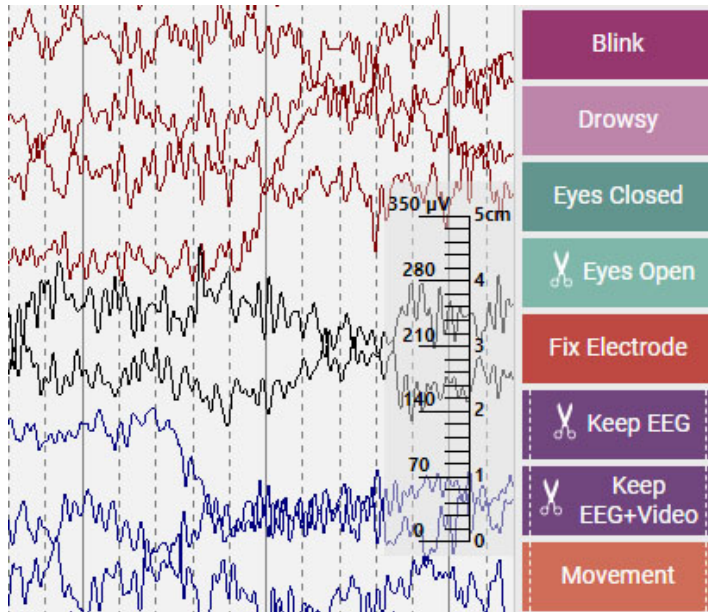 Blink
Drowsy
Eyes Closed
Eyes Open
Fix Electrode
Keep EEG
Keep
EEG+Video
Movement
350 µV 5cm
280 4
210 3
140 2
70 1
0 0